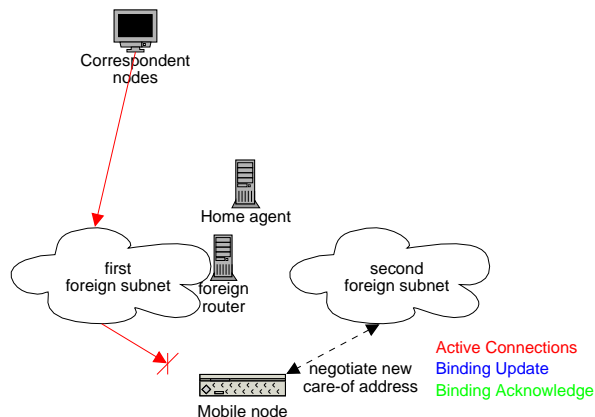 Correspondent
nodes
Home agent
first
foreign subnet
foreign
router
second
foreign subnet
negotiate new
care-of address
Mobile node
Active Connections
Binding Update
Binding Acknowledge